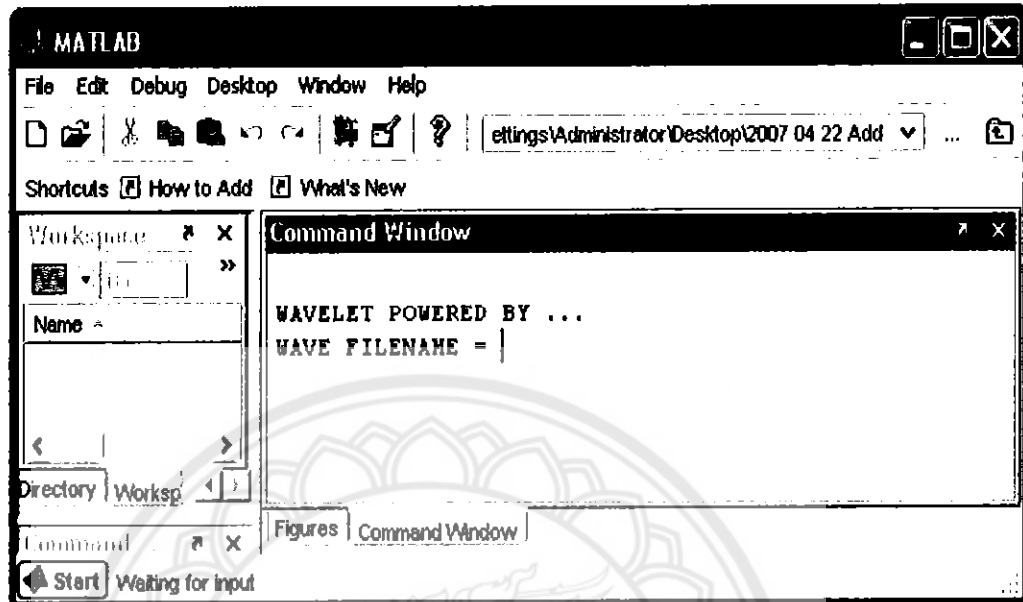 MATLAB
File Edit Debug Desktop Window Help
ettings\Administrator\Desktop\2007 04 22 Add ...
Shortcuts How to Add What's New
Workspace
Command Window
Name
WAVELET POWERED BY ...
WAVE FILENAME =
Directory Worksp
Figures Command Window
Command
Start Waiting for input